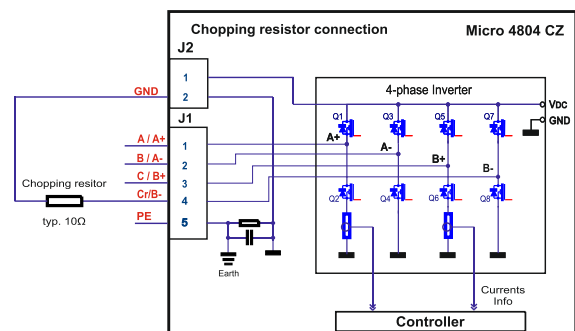 Chopping resistor connection
Micro 4804 CZ
J2
1
2
GND
J1
A / A+
1
B / A-
2
C / B+
3
Cr/B-
4
PE
5
Chopping resitor
typ. 10Ω
Earth
4-phase Inverter
Q1
Q3
Q5
Q7
VDC
GND
A+
A-
B+
B-
Q2
Q4
Q6
Q8
Currents
Info
Controller